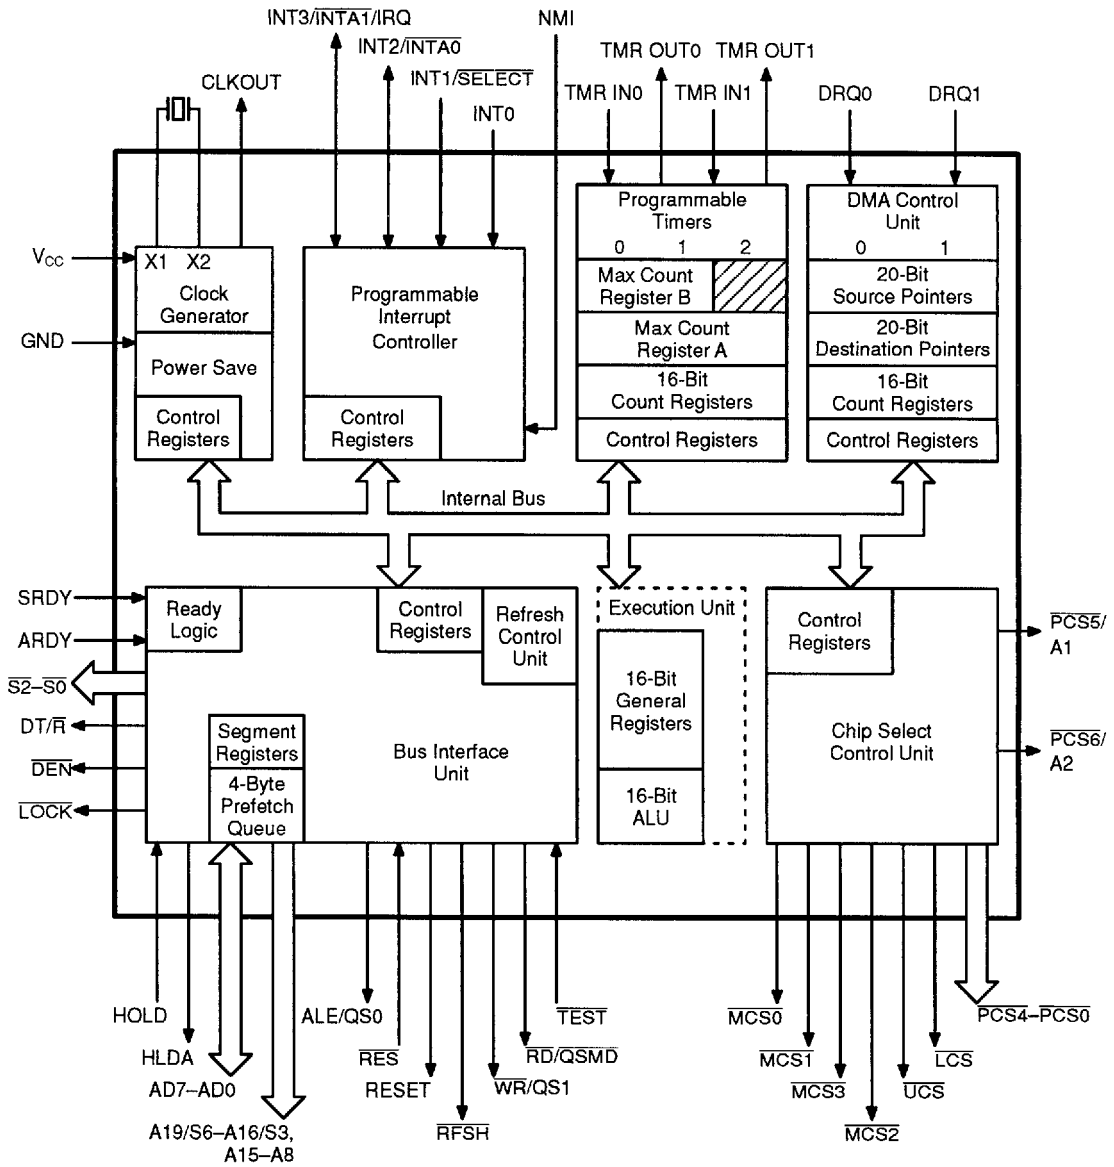 INT3/INTA1/IRQ
NMI
INT2/INTA0
TMR OUT0
TMR OUT1
CLKOUT
INT1/SELECT
TMR IN0
TMR IN1
DRQ0
DRQ1
INT0
Programmable
Timers
0 1 2
DMA Control
Unit
0 1
VCC
X1 X2
Clock
Generator
Programmable
Interrupt
Controller
Max Count
Register B
20-Bit
Source Pointers
GND
Max Count
Register A
20-Bit
Destination Pointers
Power Save
16-Bit
Count Registers
16-Bit
Count Registers
Control
Registers
Control
Registers
Control Registers
Control Registers
Internal Bus
SRDY
ARDY
S2–S0
DT/R
DEN
LOCK
Ready
Logic
Control
Registers
Refresh
Control
Unit
Execution Unit
Control
Registers
PCS5/
A1
16-Bit
General
Registers
Segment
Registers
Bus Interface
Unit
Chip Select
Control Unit
PCS6/
A2
4-Byte
Prefetch
Queue
16-Bit
ALU
HOLD
ALE/QS0
TEST
MCS0
PCS4–PCS0
HLDA
RES
RD/QSMD
MCS1
LCS
AD7–AD0
RESET
WR/QS1
MCS3
UCS
A19/S6–A16/S3,
A15–A8
RFSH
MCS2